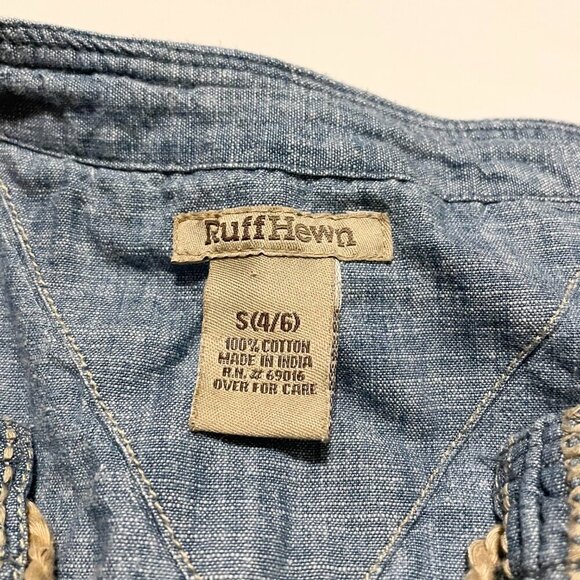 RuffHewn
S(4/6)
100% COTTON
MADE IN INDIA
R.N. # 69016
OVER FOR CARE